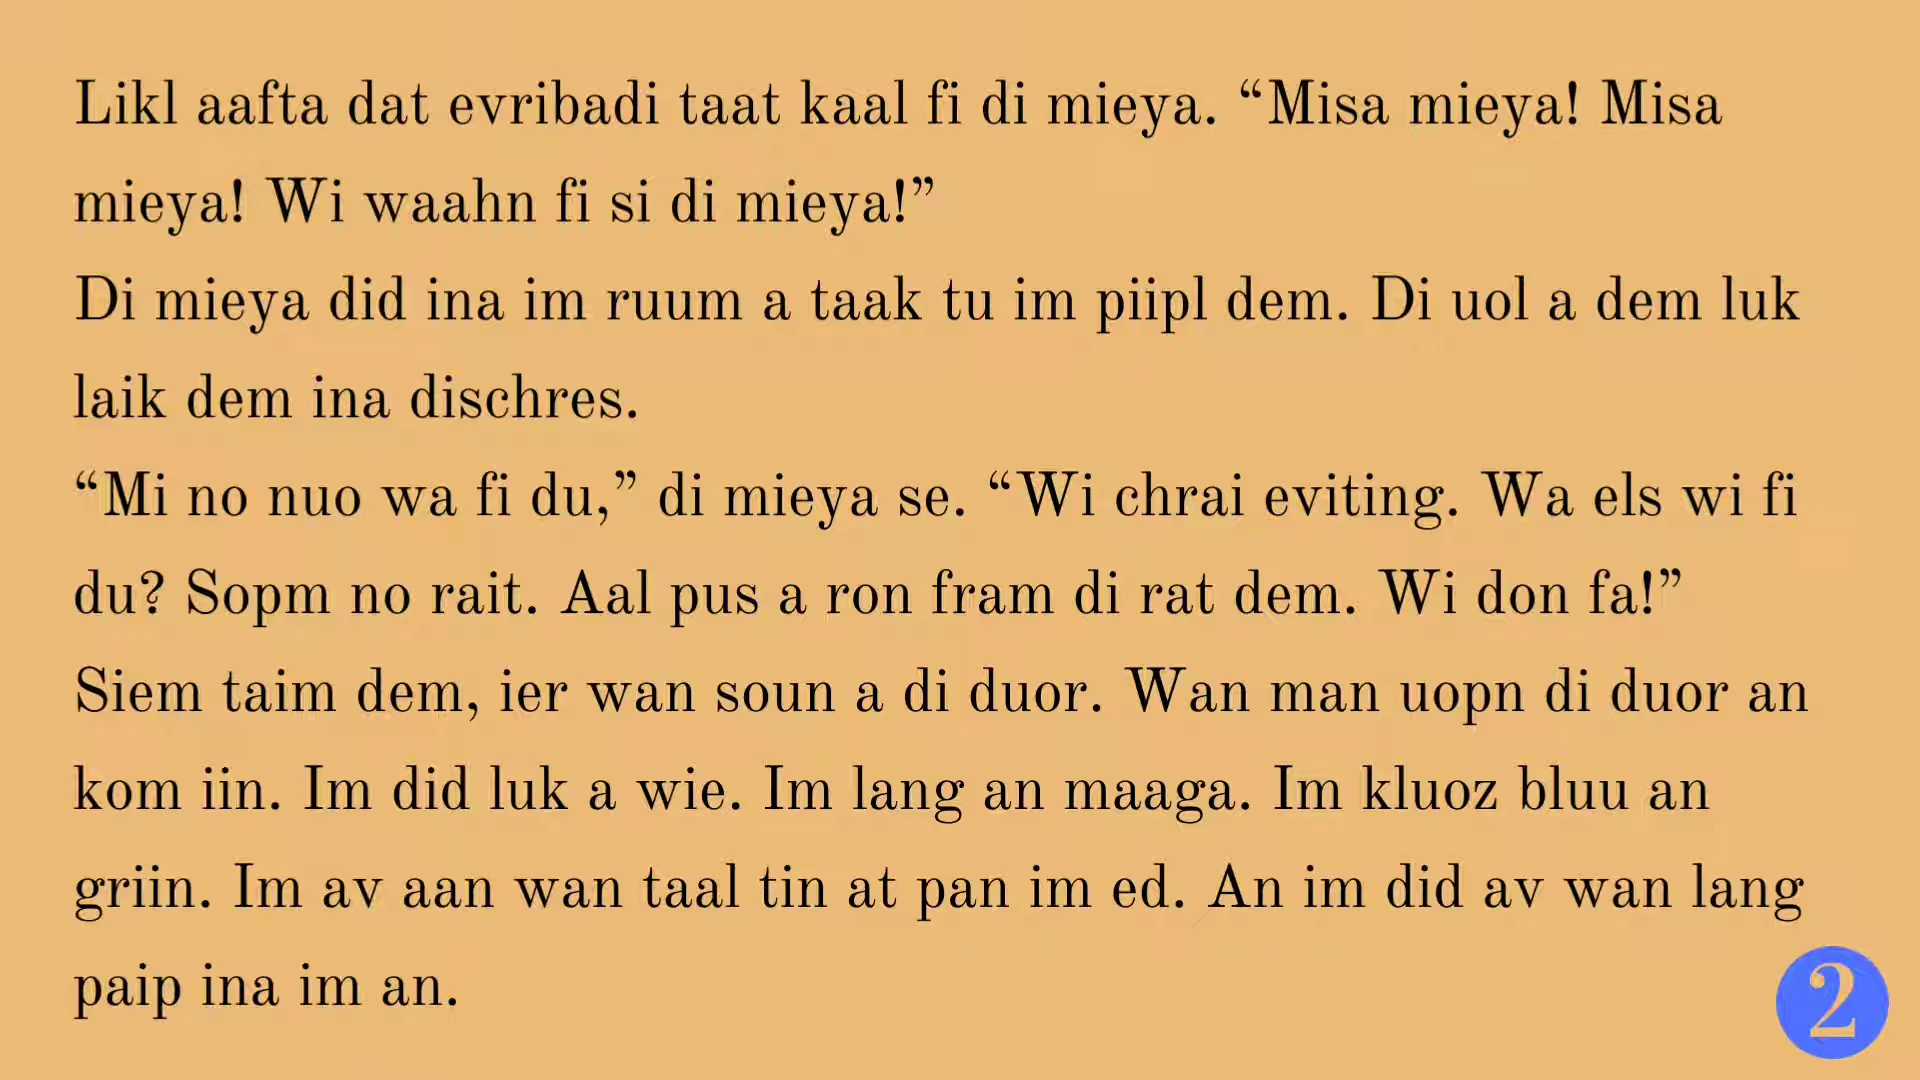 Likl aafta dat evribadi taat kaal fi di mieya. “Misa mieya! Misa
mieya! Wi waahn fi si di mieya!”
Di mieya did ina im ruum a taak tu im piipl dem. Di uol a dem luk
laik dem ina dischres.
“Mi no nuo wa fi du,” di mieya se. “Wi chrai eviting. Wa els wi fi
du? Sopm no rait. Aal pus a ron fram di rat dem. Wi don fa!”
Siem taim dem, ier wan soun a di duor. Wan man uopn di duor an
kom iin. Im did luk a wie. Im lang an maaga. Im kluoz bluu an
griin. Im av aan wan taal tin at pan im ed. An im did av wan lang
paip ina im an.
2